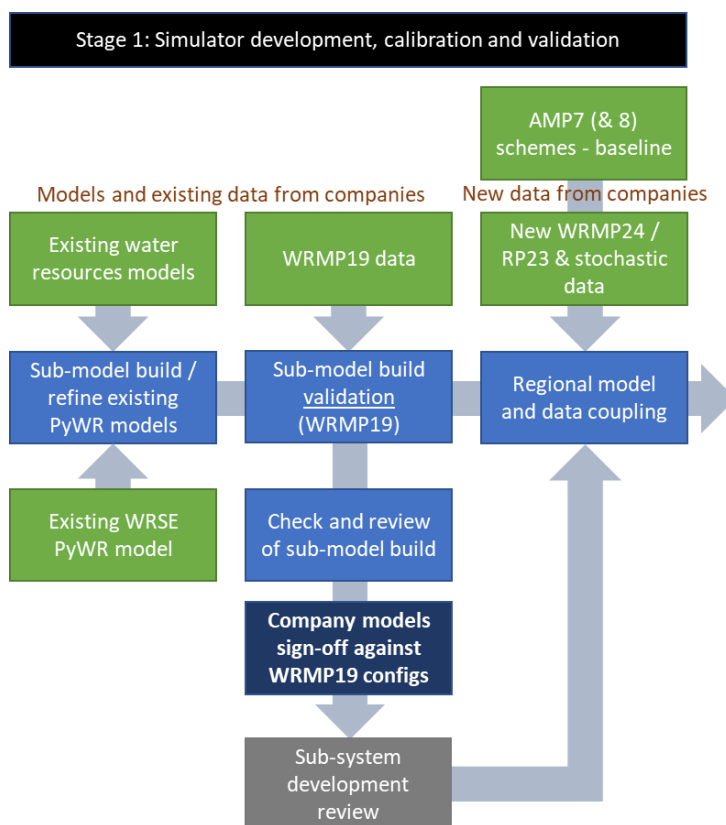 Stage 1: Simulator development, calibration and validation
AMP7 (& 8)
schemes - baseline
Models and existing data from companies
New data from companies
Existing water
resources models
WRMP19 data
New WRMP24 /
RP23 & stochastic
data
Sub-model build /
refine existing
PyWR models
Sub-model build
validation
(WRMP19)
Regional model
and data coupling
Existing WRSE
PyWR model
Check and review
of sub-model build
Company models
sign-off against
WRMP19 configs
Sub-system
development
review